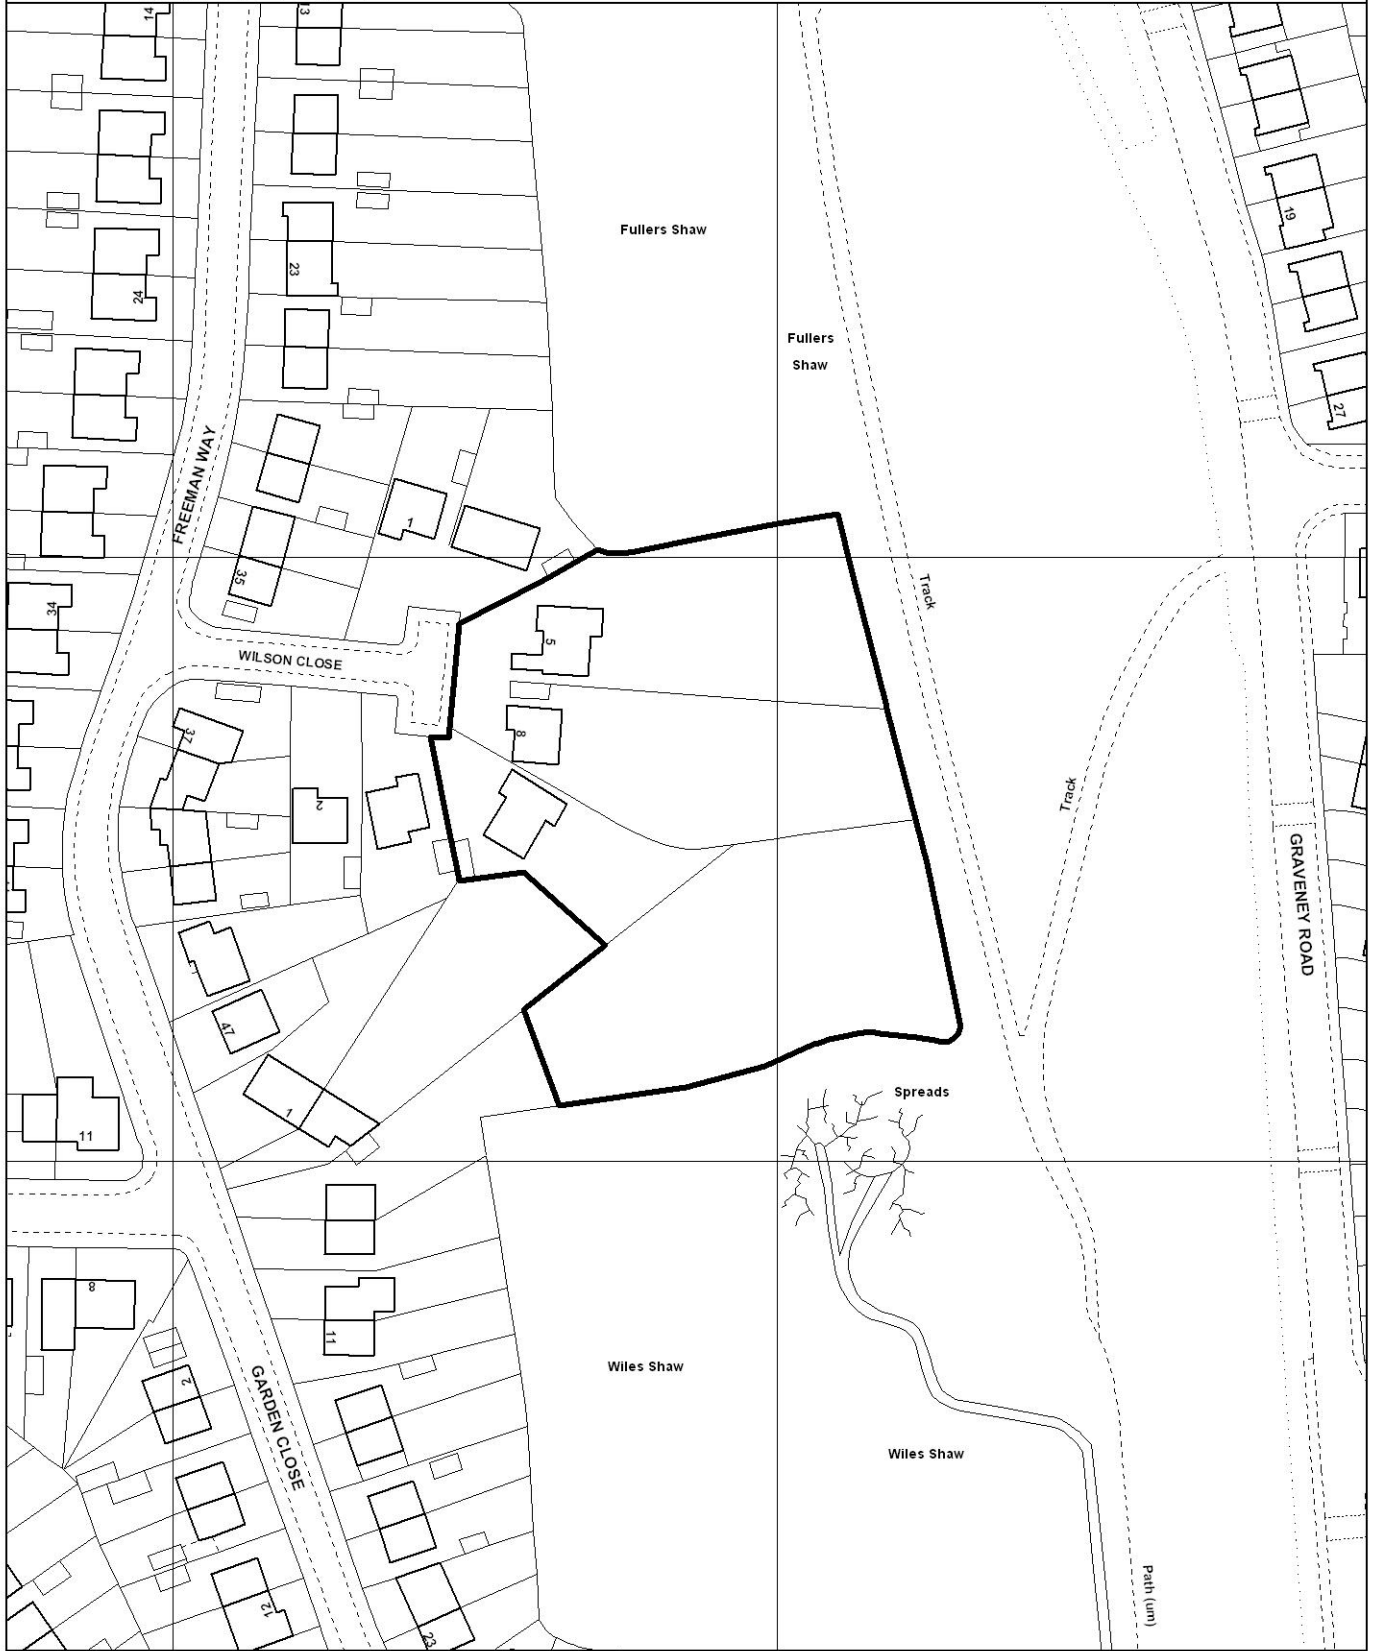 14
13
19
Fullers Shaw
23
24
Fullers
Shaw
27
FREEMAN WAY
1
35
34
Track
5
WILSON CLOSE
8
37
2
Track
GRAVENEY ROAD
47
Spreads
1
11
8
11
Wiles Shaw
2
GARDEN CLOSE
Wiles Shaw
12
Path (um)
23